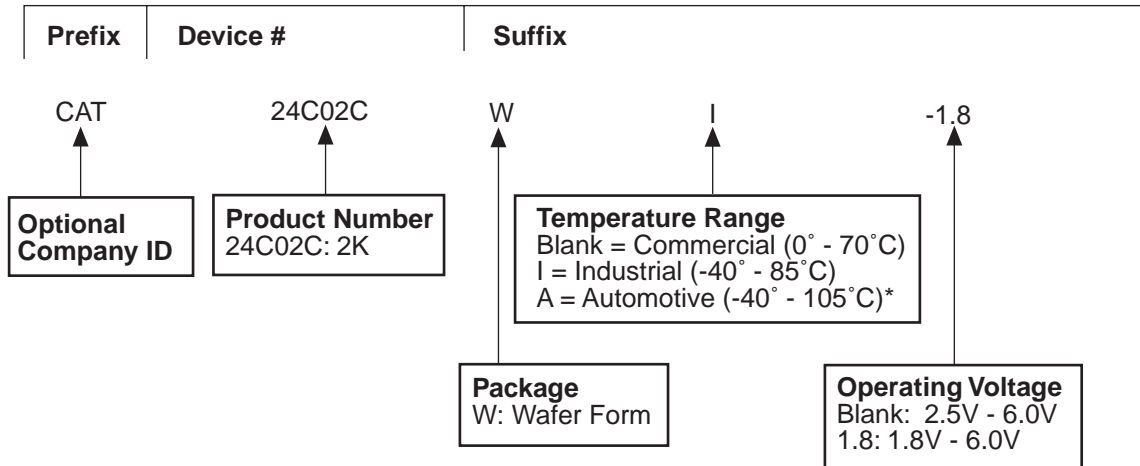 Prefix
Device #
Suffix
CAT
24C02C
W
I
-1.8
Optional
Company ID
Product Number
24C02C: 2K
Temperature Range
Blank = Commercial (0˚ - 70˚C)
I = Industrial (-40˚ - 85˚C)
A = Automotive (-40˚ - 105˚C)*
Package
W: Wafer Form
Operating Voltage
Blank: 2.5V - 6.0V
1.8: 1.8V - 6.0V